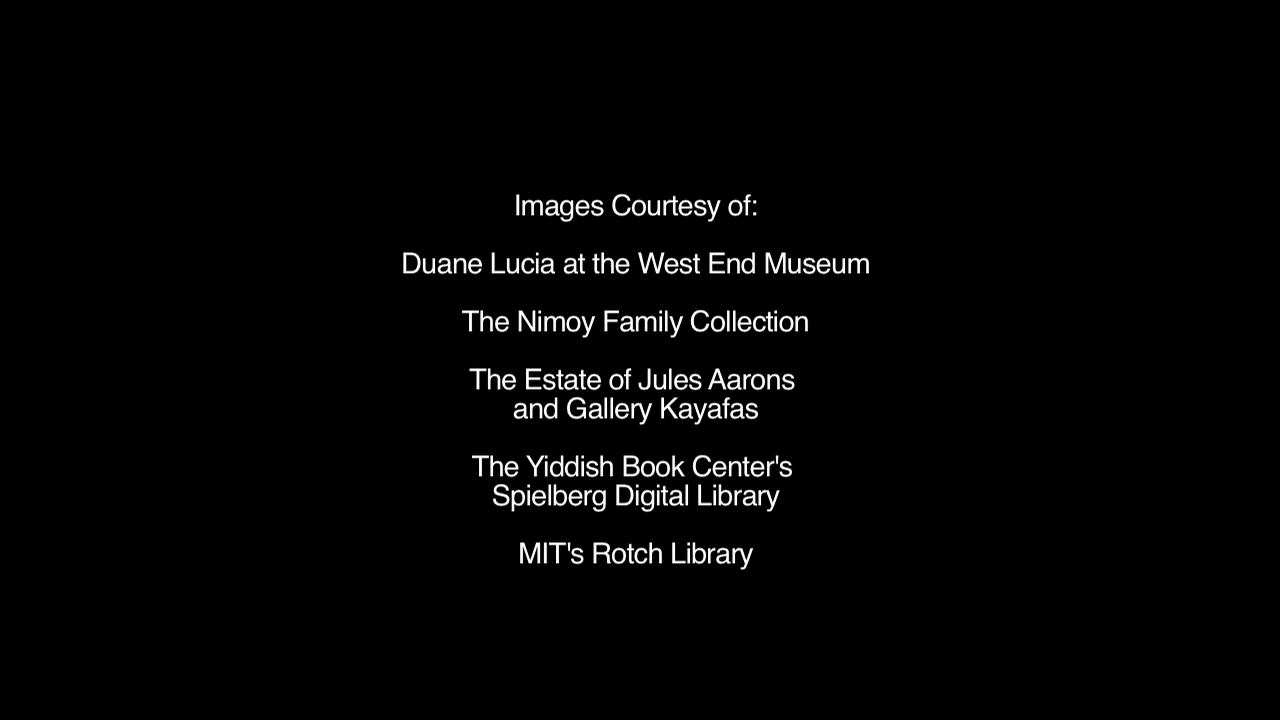 Images Courtesy of:
Duane Lucia at the West End Museum
The Nimoy Family Collection
The Estate of Jules Aarons
and Gallery Kayafas
The Yiddish Book Center's
Spielberg Digital Library
MIT's Rotch Library